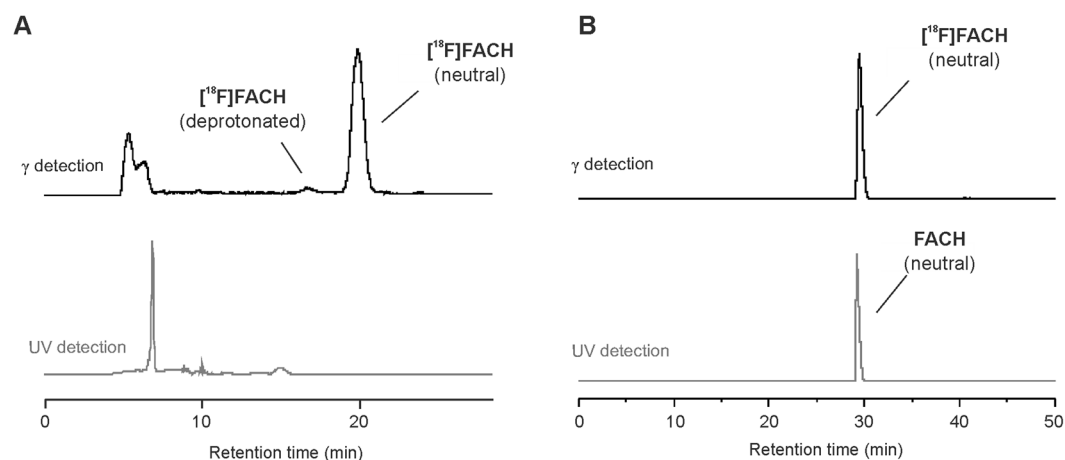 A
[¹⁸F]FACH
(neutral)
[¹⁸F]FACH
(deprotonated)
γ detection
UV detection
0 10 20
Retention time (min)
B
[¹⁸F]FACH
(neutral)
γ detection
FACH
(neutral)
UV detection
0 10 20 30 40 50
Retention time (min)